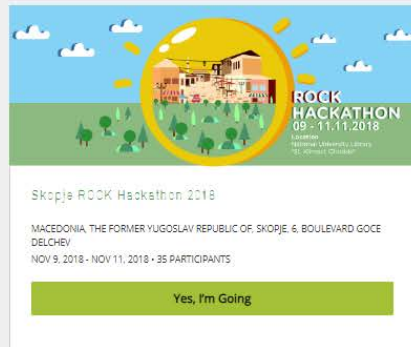 ROCK
HACKATHON
09 - 11.11.2018
Location
National University Library
"St. Kliment Ohridski"
Skopje ROCK Hackathon 2018
MACEDONIA, THE FORMER YUGOSLAV REPUBLIC OF, SKOPJE, 6, BOULEVARD GOCE
DELCHEV
NOV 9, 2018 - NOV 11, 2018 • 35 PARTICIPANTS
Yes, I'm Going